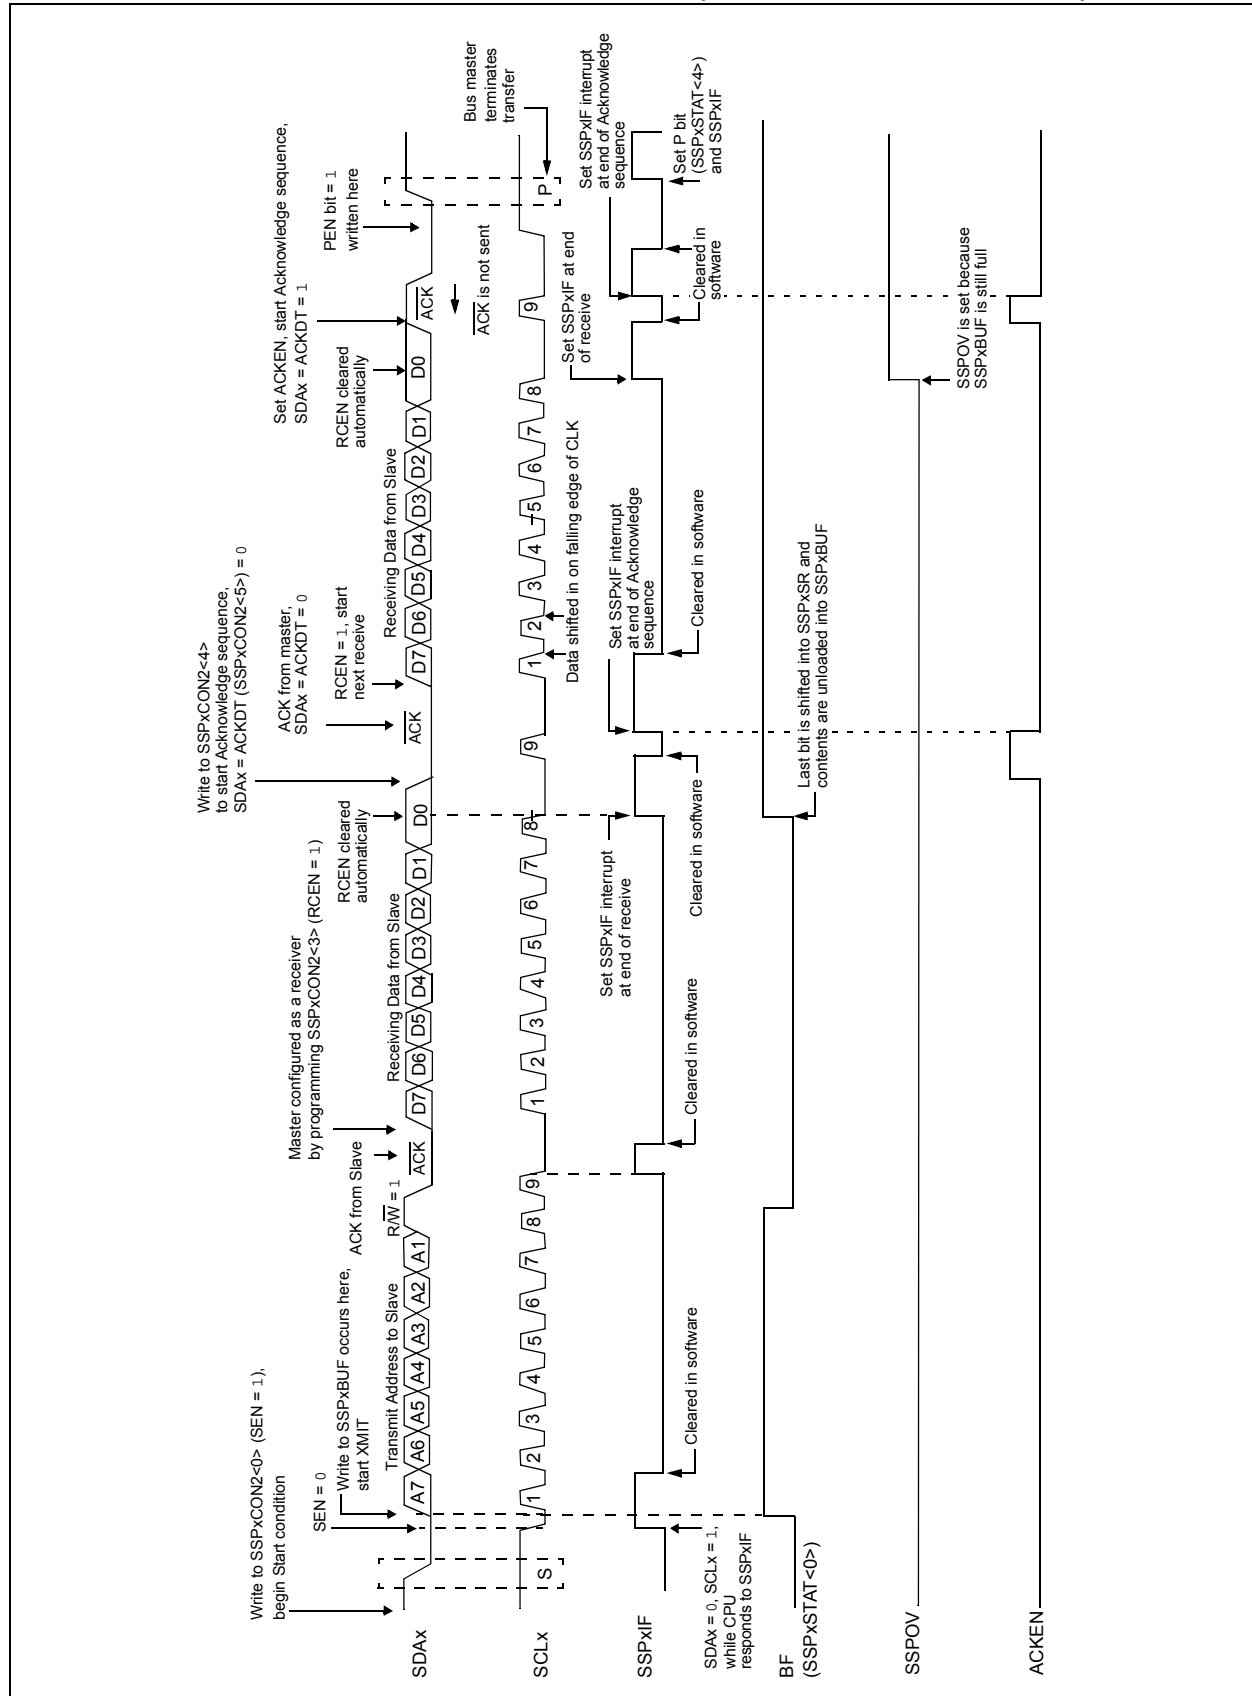 Write to SSPxCON2<0> (SEN = 1),
begin Start condition
SEN = 0
Write to SSPxBUF occurs here,
start XMIT
ACK from Slave
Master configured as a receiver
by programming SSPxCON2<3> (RCEN = 1)
RCEN cleared
automatically
Write to SSPxCON2<4>
to start Acknowledge sequence,
SDAx = ACKDT (SSPxCON2<5>) = 0
ACK from master,
SDAx = ACKDT = 0
RCEN = 1, start
next receive
RCEN cleared
automatically
Set ACKEN, start Acknowledge sequence,
SDAx = ACKDT = 1
PEN bit = 1
written here
Transmit Address to Slave
R/W = 1
Receiving Data from Slave
Receiving Data from Slave
SDAx
A7 A6 A5 A4 A3 A2 A1
ACK
D7 D6 D5 D4 D3 D2 D1 D0
ACK
D7 D6 D5 D4 D3 D2 D1 D0
ACK
ACK is not sent
Bus master
terminates
transfer
SCLx
S
1 2 3 4 5 6 7 8 9
1 2 3 4 5 6 7 8 9
1 2 3 4 5 6 7 8 9
P
Data shifted in on falling edge of CLK
Set SSPxIF interrupt
at end of receive
Set SSPxIF interrupt
at end of Acknowledge
sequence
Set SSPxIF at end
of receive
Set SSPxIF interrupt
at end of Acknowledge
sequence
SSPxIF
SDAx = 0, SCLx = 1,
while CPU
responds to SSPxIF
Cleared in software
Cleared in software
Cleared in software
Cleared in software
Cleared in
software
Set P bit
(SSPxSTAT<4>)
and SSPxIF
BF
(SSPxSTAT<0>)
Last bit is shifted into SSPxSR and
contents are unloaded into SSPxBUF
SSPOV
SSPOV is set because
SSPxBUF is still full
ACKEN